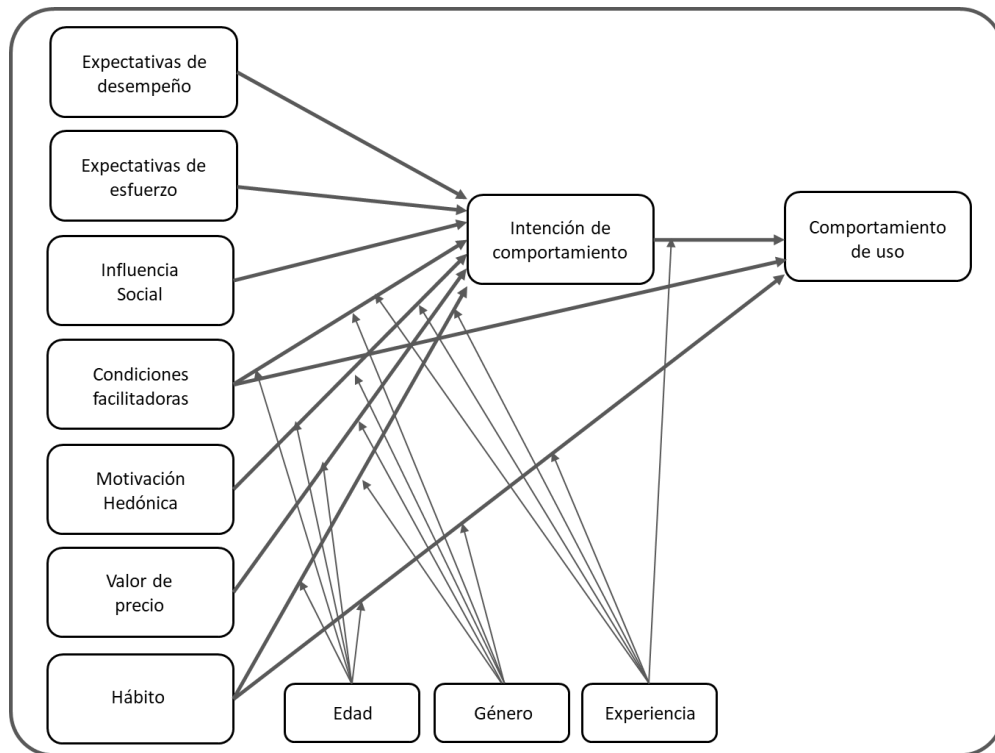 Expectativas de
desempeño
Expectativas de
esfuerzo
Influencia
Social
Condiciones
facilitadoras
Motivación
Hedónica
Valor de
precio
Hábito
Intención de
comportamiento
Comportamiento
de uso
Edad
Género
Experiencia